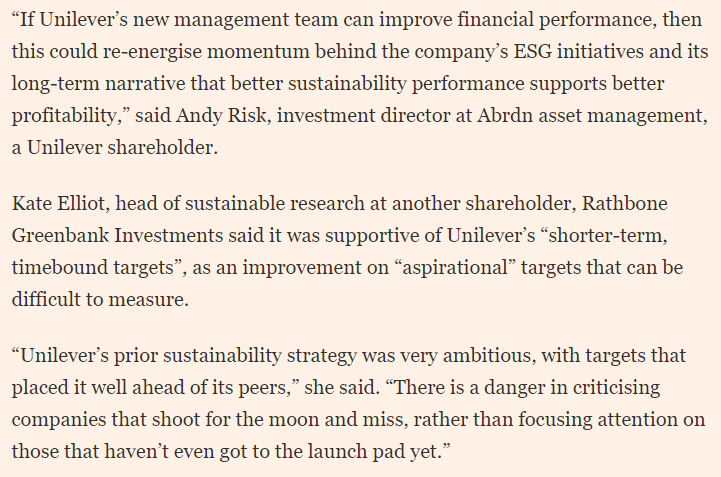 “If Unilever’s new management team can improve financial performance, then
this could re-energise momentum behind the company’s ESG initiatives and its
long-term narrative that better sustainability performance supports better
profitability,” said Andy Risk, investment director at Abrdn asset management,
a Unilever shareholder.
Kate Elliot, head of sustainable research at another shareholder, Rathbone
Greenbank Investments said it was supportive of Unilever’s “shorter-term,
timebound targets”, as an improvement on “aspirational” targets that can be
difficult to measure.
“Unilever’s prior sustainability strategy was very ambitious, with targets that
placed it well ahead of its peers,” she said. “There is a danger in criticising
companies that shoot for the moon and miss, rather than focusing attention on
those that haven’t even got to the launch pad yet.”